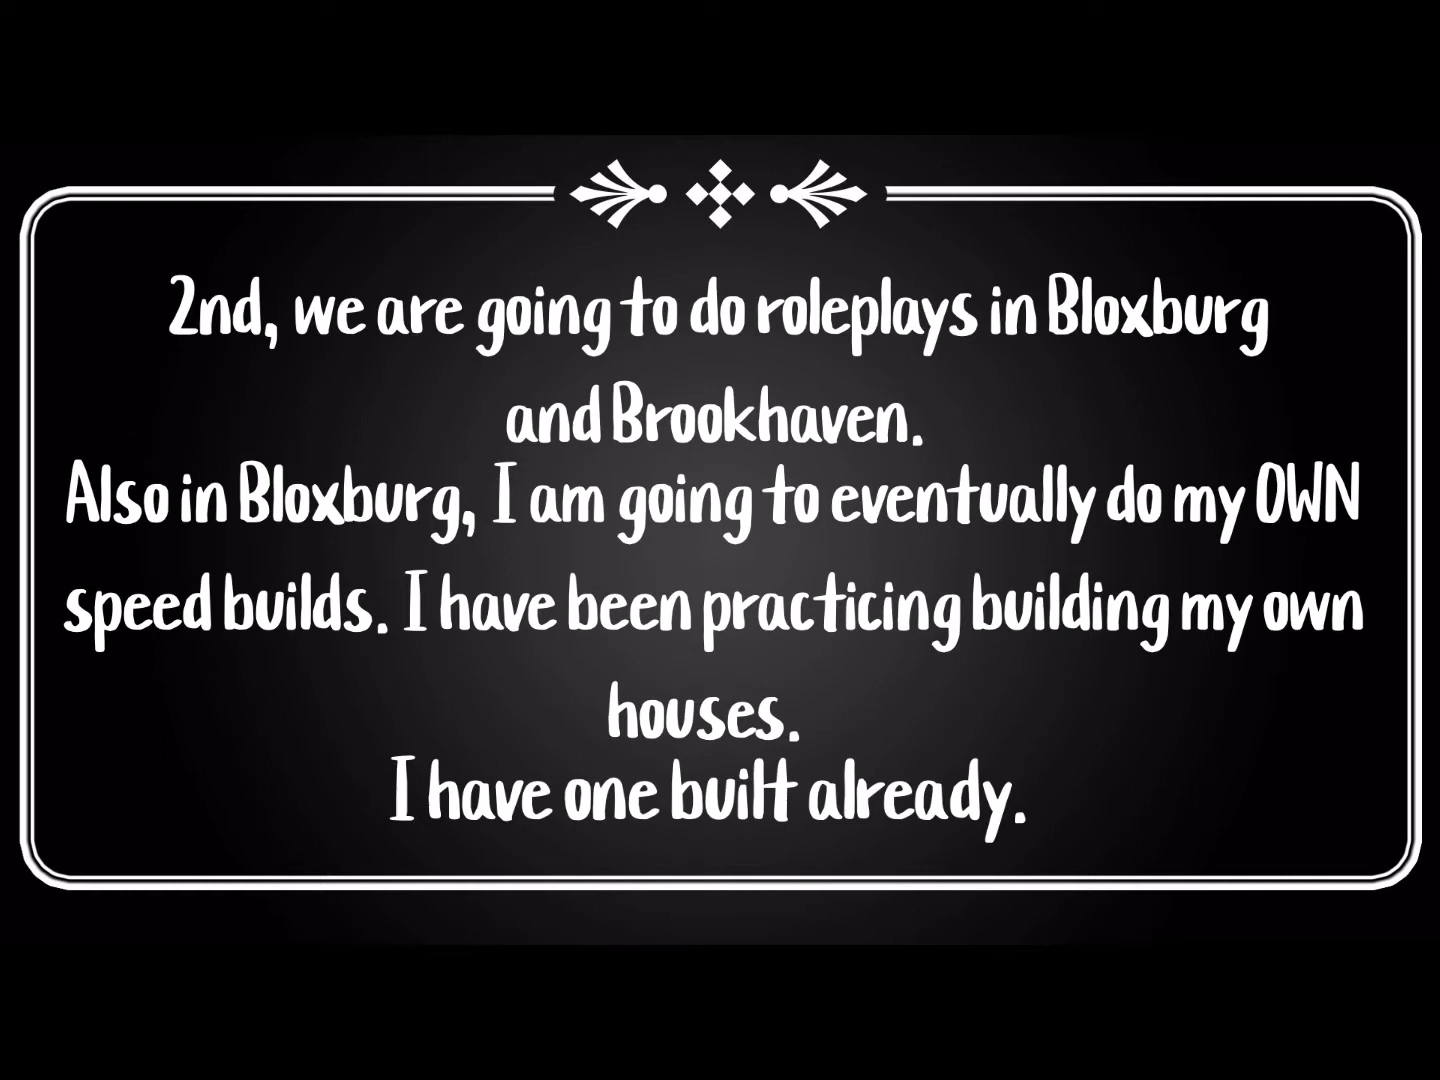 2nd, we are going to do roleplays in Bloxburg
and Brookhaven.
Also in Bloxburg, I am going to eventually do my OWN
speed builds. I have been practicing building my own
houses.
I have one built already.